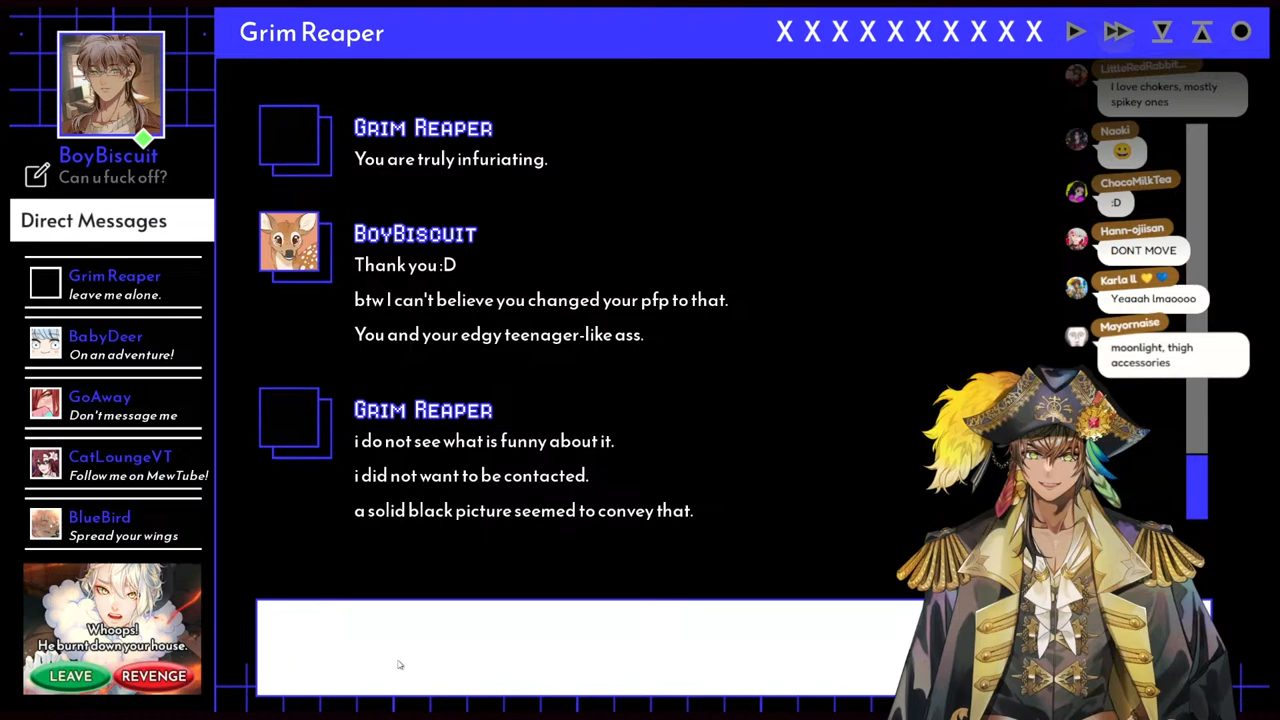 Grim Reaper
X X X X X X X X X X
BoyBiscuit
Can u fuck off?
Direct Messages
Grim Reaper
leave me alone.
BabyDeer
On an adventure!
GoAway
Don't message me
CatLoungeVT
Follow me on MewTube!
BlueBird
Spread your wings
Whoops!
He burnt down your house.
LEAVE
REVENGE
Grim Reaper
You are truly infuriating.
BoyBiscuit
Thank you :D
btw I can't believe you changed your pfp to that.
You and your edgy teenager-like ass.
Grim Reaper
i do not see what is funny about it.
i did not want to be contacted.
a solid black picture seemed to convey that.
LittleRedRabbit...
I love chokers, mostly
spikey ones
Naoki
ChocoMilkTea
:D
Hann-ojiisan
DONT MOVE
Karla ll
Yeaaah lmaoooo
Mayornaise
moonlight, thigh
accessories